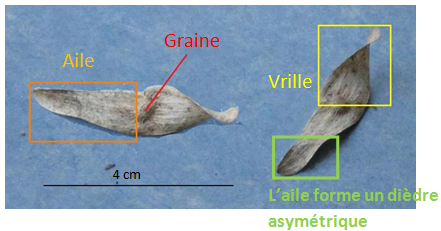 Graine
Aile
Vrille
4 cm
L'aile forme un dièdre
asymétrique